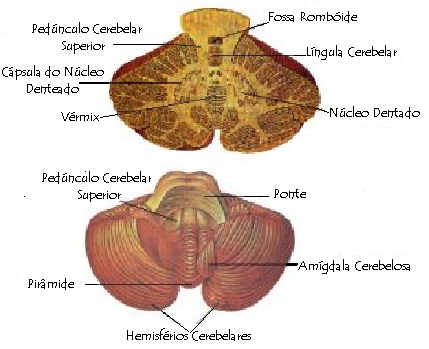 Fossa Rombóide
Pedúnculo Cerebelar
Superior
Língula Cerebelar
Cápsula do Núcleo
Denteado
Vérmix
Núcleo Dentado
Pedúnculo Cerebelar
Superior
Ponte
Amígdala Cerebelosa
Pirâmide
Hemisférios Cerebelares